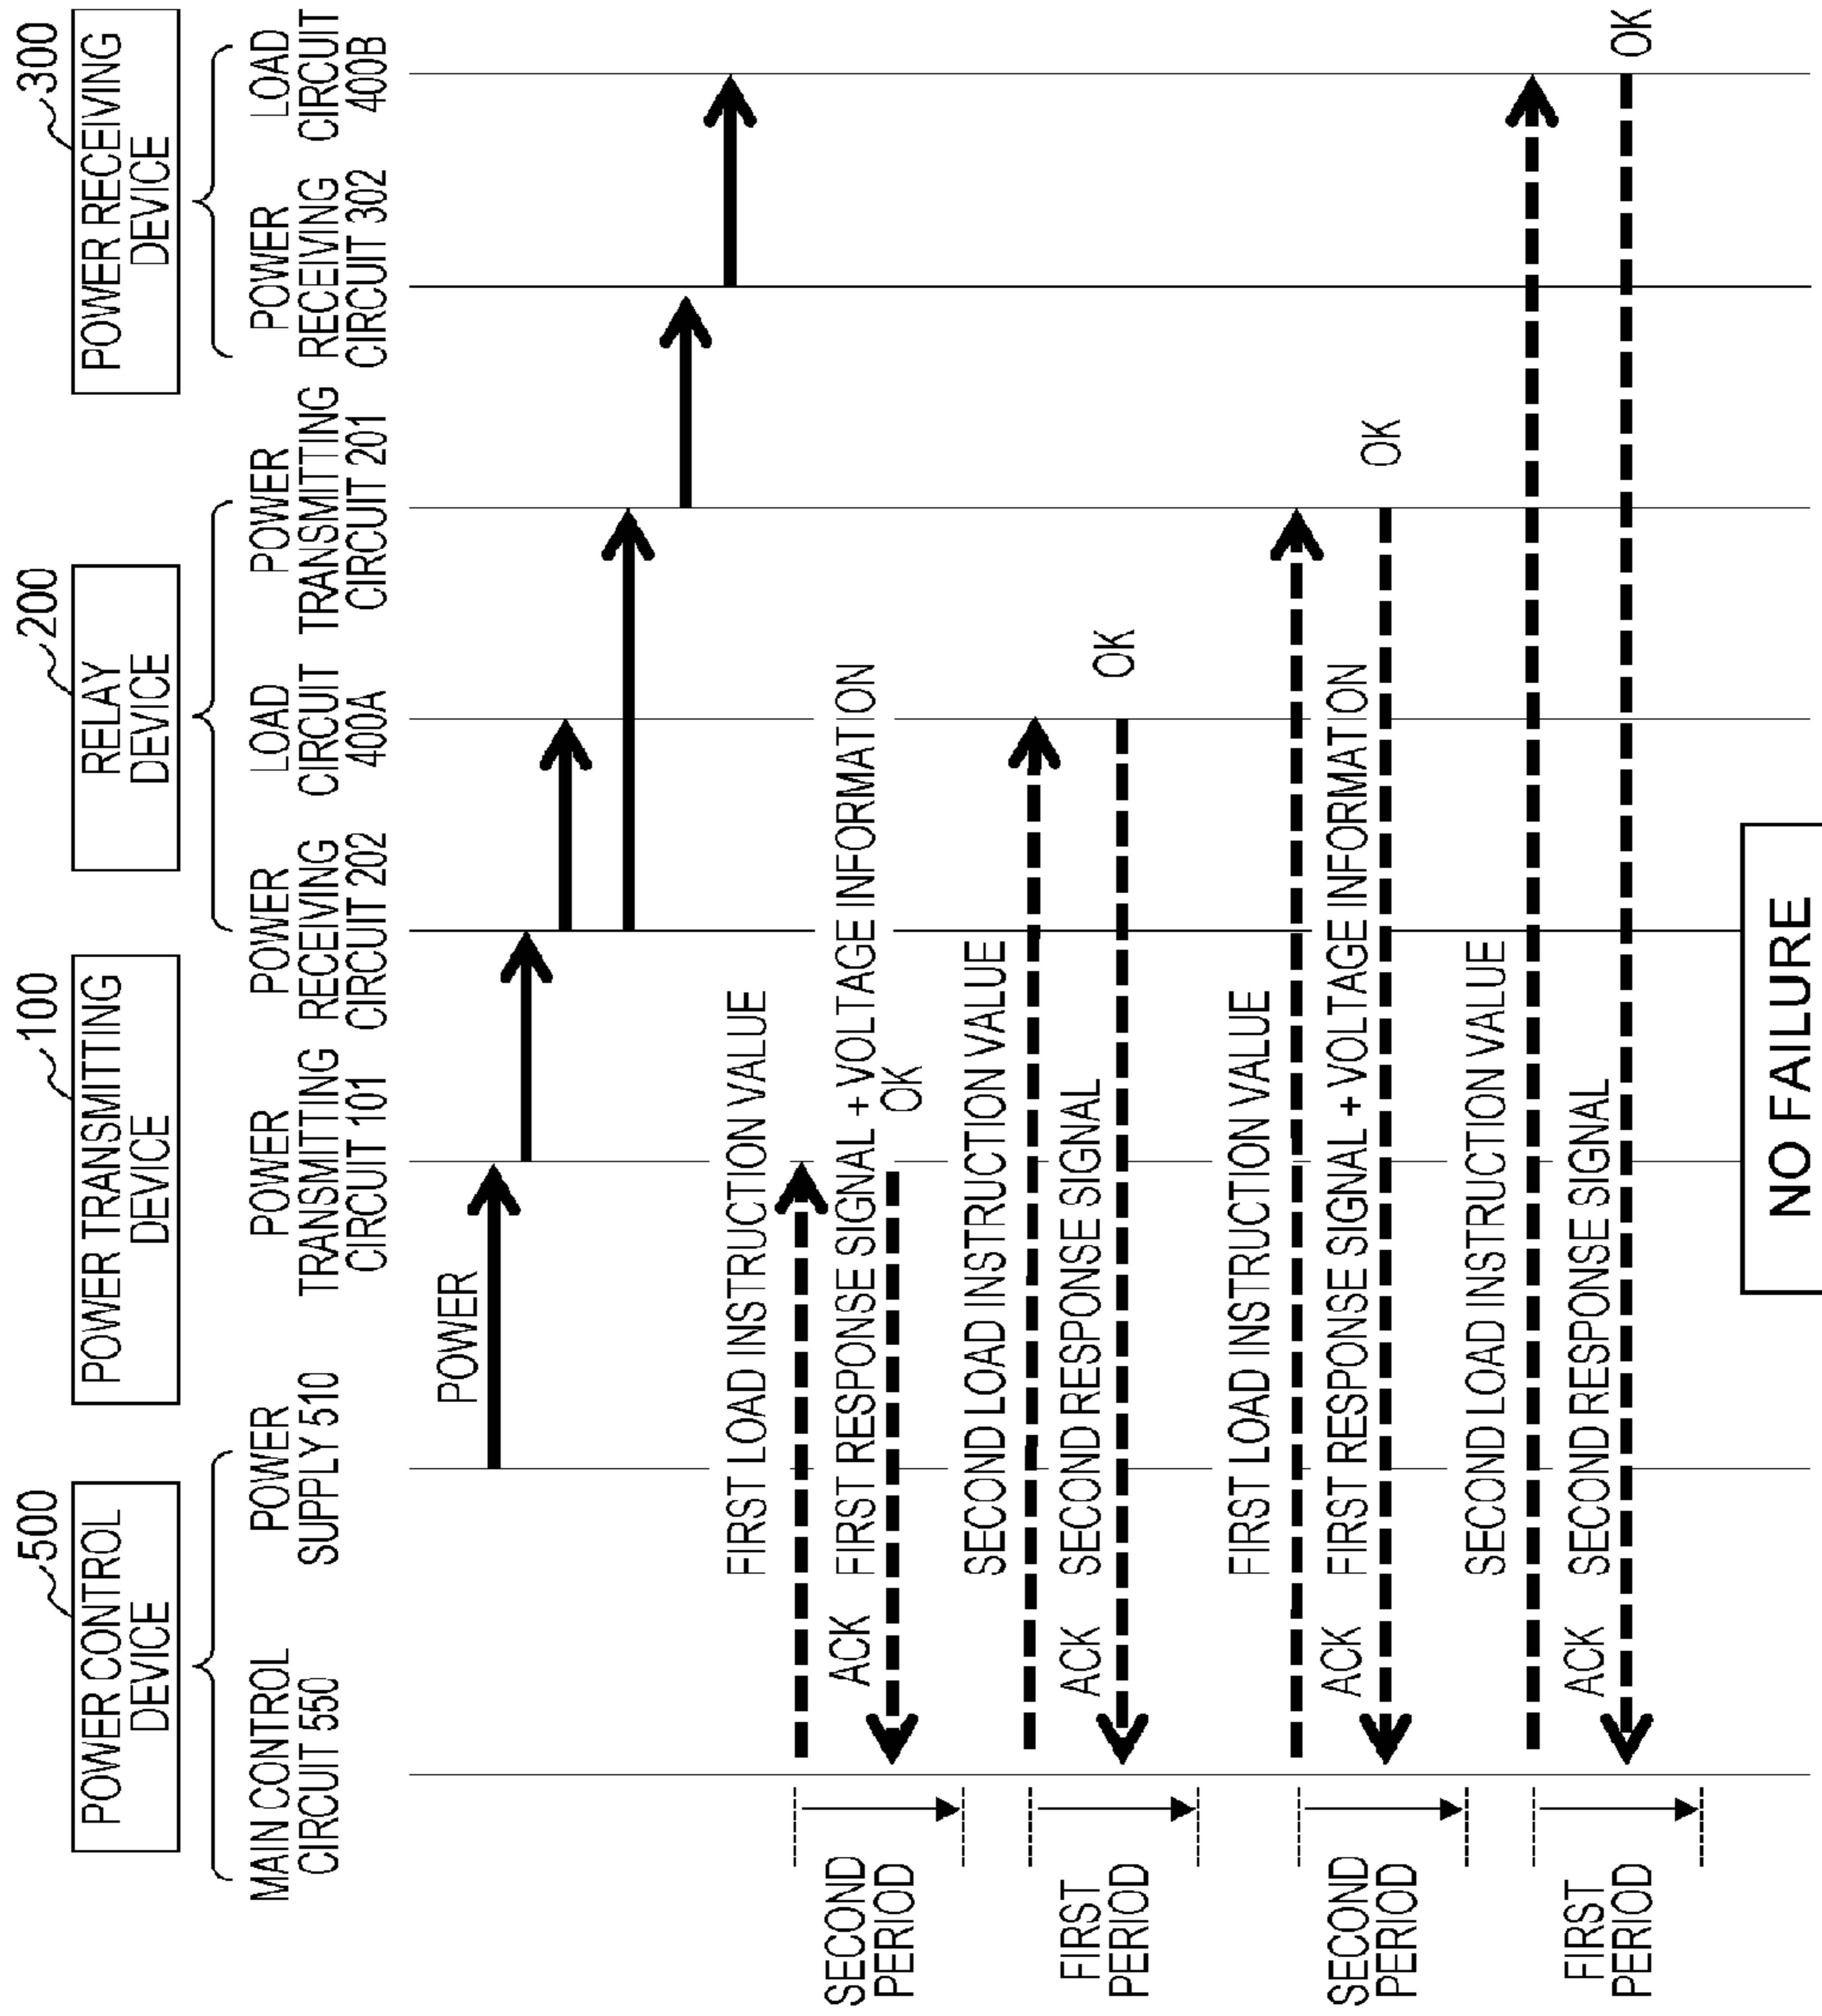 500
POWER CONTROL
DEVICE
100
POWER TRANSMITTING
DEVICE
200
RELAY
DEVICE
300
POWER RECEIVING
DEVICE
MAIN CONTROL
CIRCUIT 550
POWER
SUPPLY 510
POWER
TRANSMITTING
CIRCUIT 101
POWER
RECEIVING
CIRCUIT 202
LOAD
CIRCUIT
400A
POWER
TRANSMITTING
CIRCUIT 201
POWER
RECEIVING
CIRCUIT 302
LOAD
CIRCUIT
400B
POWER
FIRST LOAD INSTRUCTION VALUE
SECOND
PERIOD
ACK
FIRST RESPONSE SIGNAL + VOLTAGE INFORMATION
OK
SECOND LOAD INSTRUCTION VALUE
FIRST
PERIOD
ACK
SECOND RESPONSE SIGNAL
OK
FIRST LOAD INSTRUCTION VALUE
SECOND
PERIOD
ACK
FIRST RESPONSE SIGNAL + VOLTAGE INFORMATION
OK
SECOND LOAD INSTRUCTION VALUE
FIRST
PERIOD
ACK
SECOND RESPONSE SIGNAL
OK
NO FAILURE